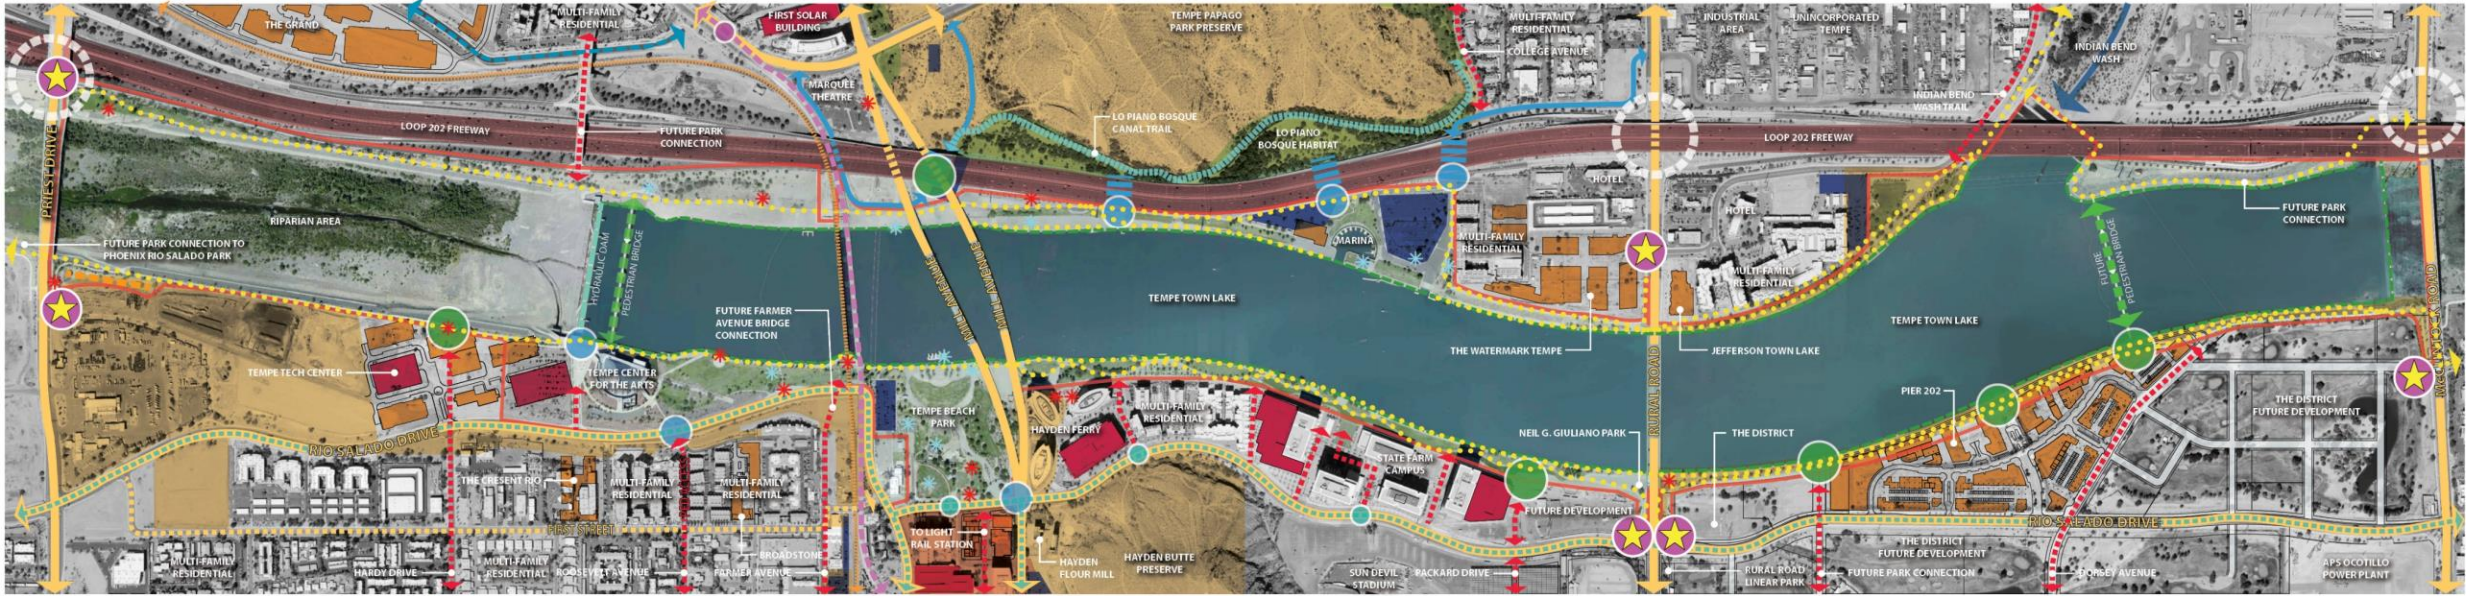 THE GRAND
MULTI-FAMILY
RESIDENTIAL
FIRST SOLAR
BUILDING
TEMPE PAPAGO
PARK PRESERVE
MULTI-FAMILY
RESIDENTIAL
COLLEGE AVENUE
INDUSTRIAL
AREA
UNINCORPORATED
TEMPE
INDIAN BEND
WASH
MARQUEE
THEATRE
INDIAN BEND
WASH TRAIL
LOOP 202 FREEWAY
FUTURE PARK
CONNECTION
LO PIANO BOSQUE
CANAL TRAIL
LO PIANO
BOSQUE HABITAT
LOOP 202 FREEWAY
PRIEST DRIVE
RIPARIAN AREA
HOTEL
HOTEL
FUTURE PARK
CONNECTION
FUTURE PARK CONNECTION TO
PHOENIX RIO SALADO PARK
HYDRAULIC DAM
PEDESTRIAN BRIDGE
MILL AVENUE
MILL AVENUE
MARINA
MULTI-FAMILY
RESIDENTIAL
MULTI-FAMILY
RESIDENTIAL
FUTURE
PEDESTRIAN BRIDGE
FUTURE FARMER
AVENUE BRIDGE
CONNECTION
TEMPE TOWN LAKE
TEMPE TOWN LAKE
THE WATERMARK TEMPE
JEFFERSON TOWN LAKE
RURAL ROAD
TEMPE TECH CENTER
TEMPE CENTER
FOR THE ARTS
PIER 202
THE DISTRICT
FUTURE DEVELOPMENT
TEMPE BEACH
PARK
HAYDEN FERRY
MULTI-FAMILY
RESIDENTIAL
RIO SALADO DRIVE
NEIL G. GIULIANO PARK
THE DISTRICT
STATE FARM
CAMPUS
THE CRESENT RIO
MULTI-FAMILY
RESIDENTIAL
MULTI-FAMILY
RESIDENTIAL
FUTURE DEVELOPMENT
RIO SALADO DRIVE
FIRST STREET
TO LIGHT
RAIL STATION
BROADSTONE
HAYDEN
FLOUR MILL
HAYDEN BUTTE
PRESERVE
THE DISTRICT
FUTURE DEVELOPMENT
MULTI-FAMILY
RESIDENTIAL
HARDY DRIVE
MULTI-FAMILY
RESIDENTIAL
ROOSEVELT AVENUE
FARMER AVENUE
SUN DEVIL
STADIUM
PACKARD DRIVE
RURAL ROAD
LINEAR PARK
FUTURE PARK CONNECTION
DORSEY AVENUE
APS OCOTILLO
POWER PLANT